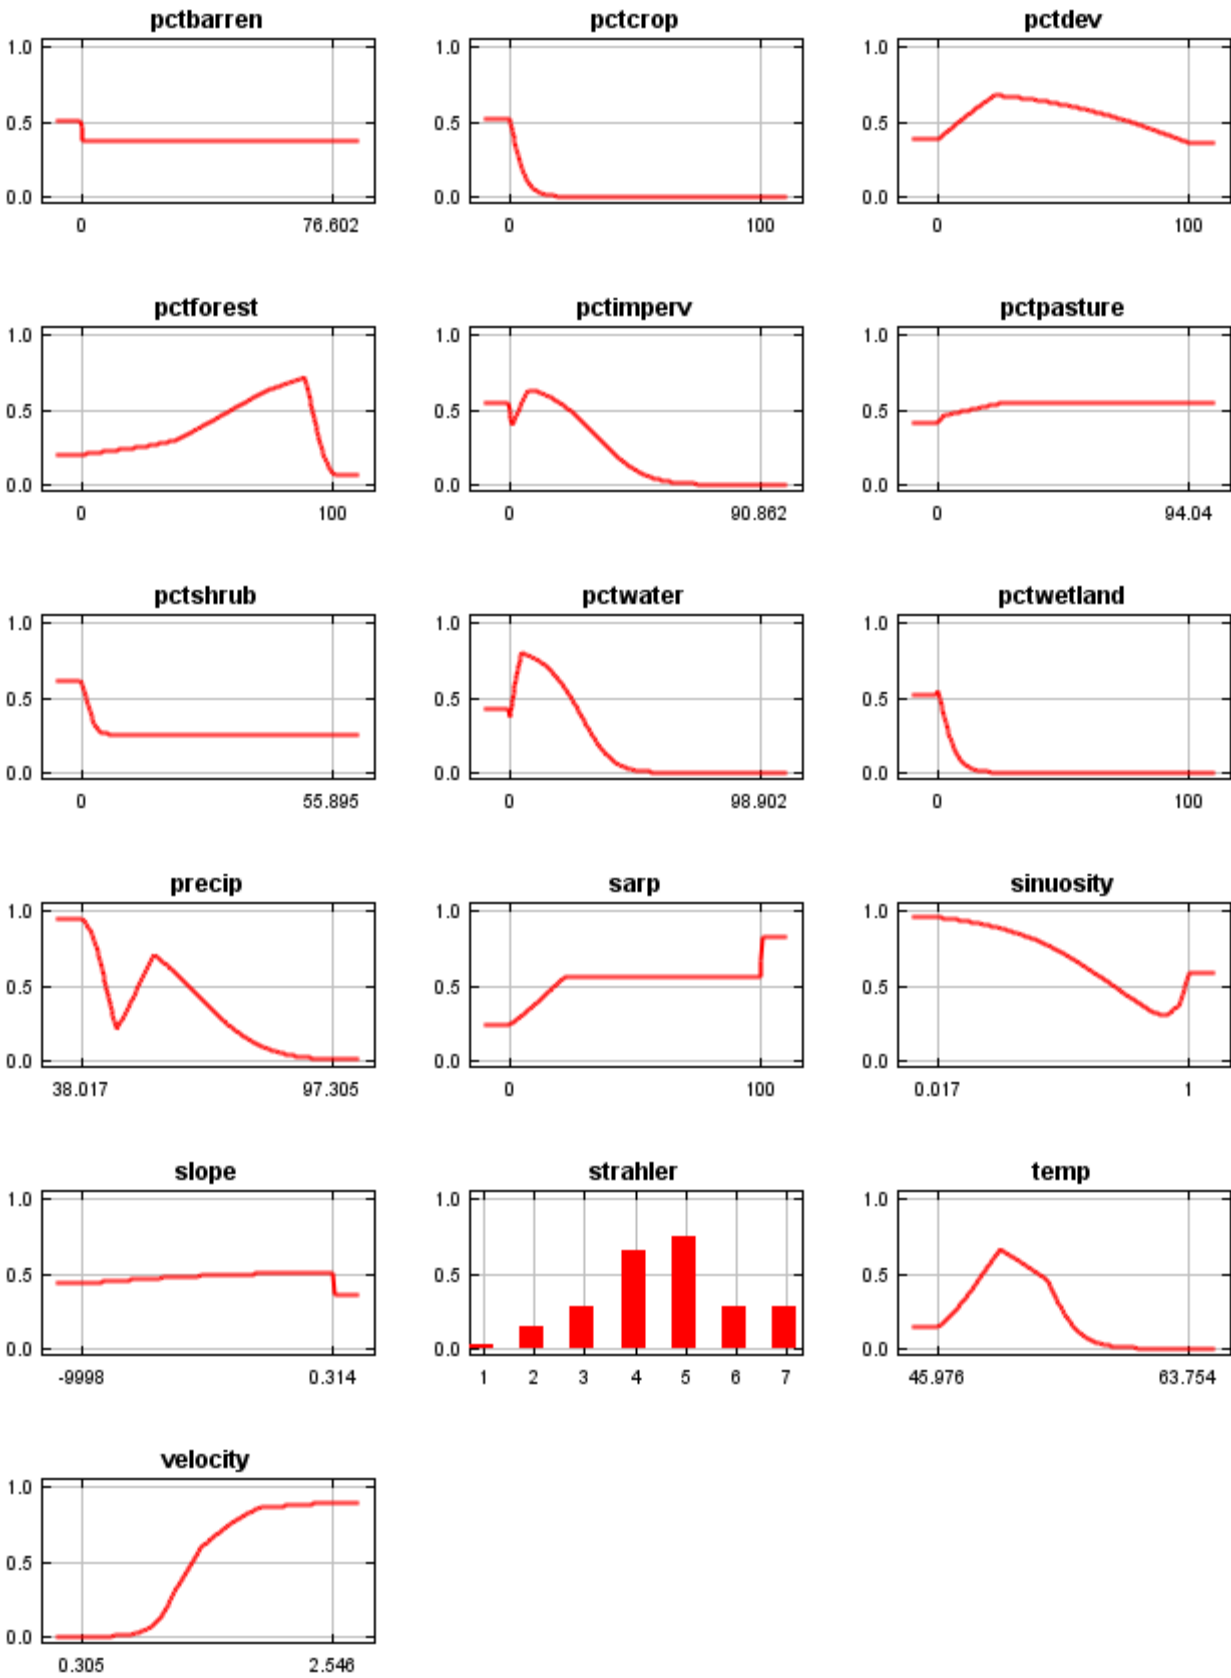 pctbarren pctcrop pctdev
1.0 1.0 1.0
0.5 0.5 0.5
0.0 0.0 0.0
0 76.602 0 100 0 100
pctforest pctimperv pctpasture
1.0 1.0 1.0
0.5 0.5 0.5
0.0 0.0 0.0
0 100 0 90.862 0 94.04
pctshrub pctwater pctwetland
1.0 1.0 1.0
0.5 0.5 0.5
0.0 0.0 0.0
0 55.895 0 98.902 0 100
precip sarp sinuosity
1.0 1.0 1.0
0.5 0.5 0.5
0.0 0.0 0.0
38.017 97.305 0 100 0.017 1
slope strahler temp
1.0 1.0 1.0
0.5 0.5 0.5
0.0 0.0 0.0
-9998 0.314 1 2 3 4 5 6 7 45.976 63.754
velocity
1.0
0.5
0.0
0.305 2.546